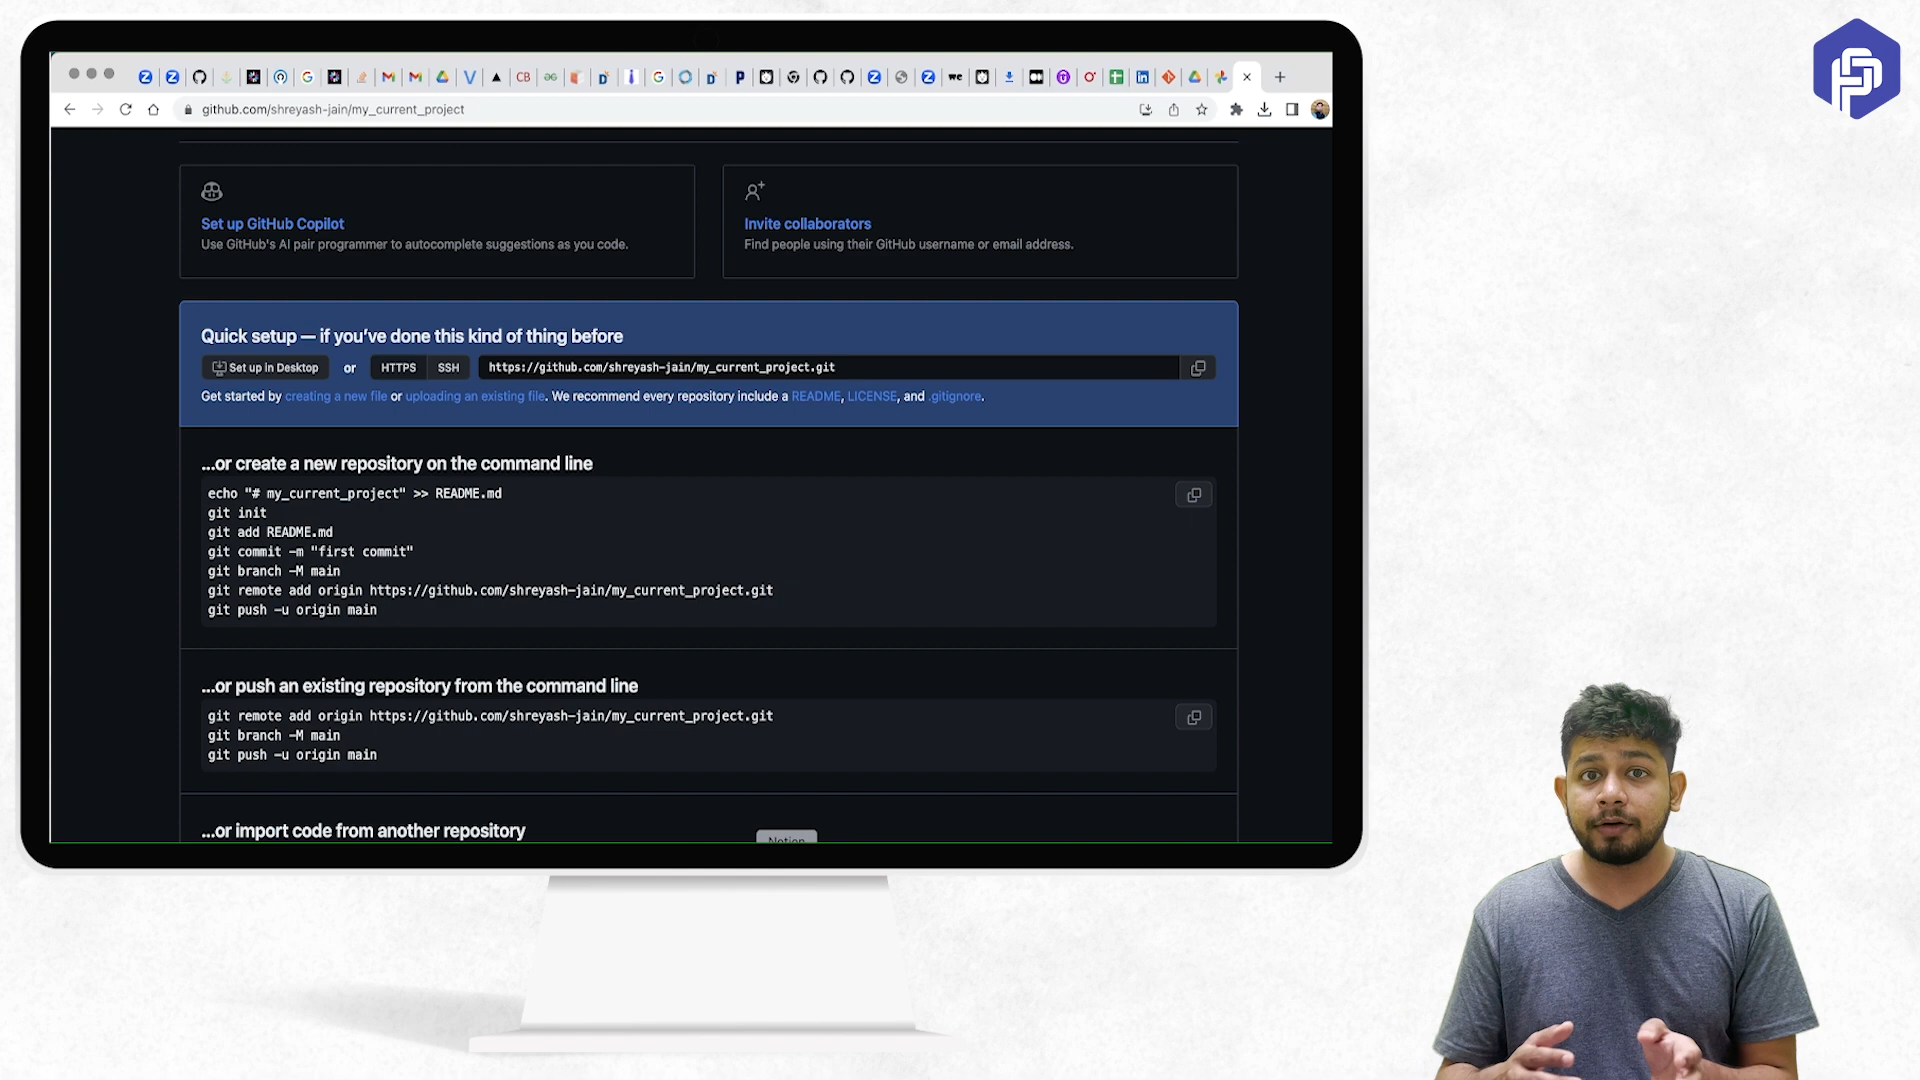 github.com/shreyash-jain/my_current_project
Set up GitHub Copilot
Use GitHub's AI pair programmer to autocomplete suggestions as you code.
Invite collaborators
Find people using their GitHub username or email address.
Quick setup — if you've done this kind of thing before
Set up in Desktop or HTTPS SSH https://github.com/shreyash-jain/my_current_project.git
Get started by creating a new file or uploading an existing file. We recommend every repository include a README, LICENSE, and .gitignore.
...or create a new repository on the command line
echo "# my_current_project" >> README.md
git init
git add README.md
git commit -m "first commit"
git branch -M main
git remote add origin https://github.com/shreyash-jain/my_current_project.git
git push -u origin main
...or push an existing repository from the command line
git remote add origin https://github.com/shreyash-jain/my_current_project.git
git branch -M main
git push -u origin main
...or import code from another repository
Notion